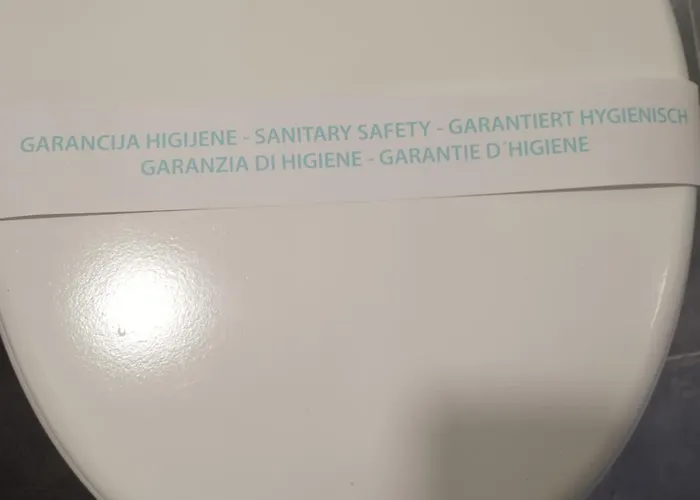 GARANCIJA HIGIJENE - SANITARY SAFETY - GARANTIERT HYGIENISCH
GARANZIA DI HIGIENE - GARANTIE D´HIGIENE